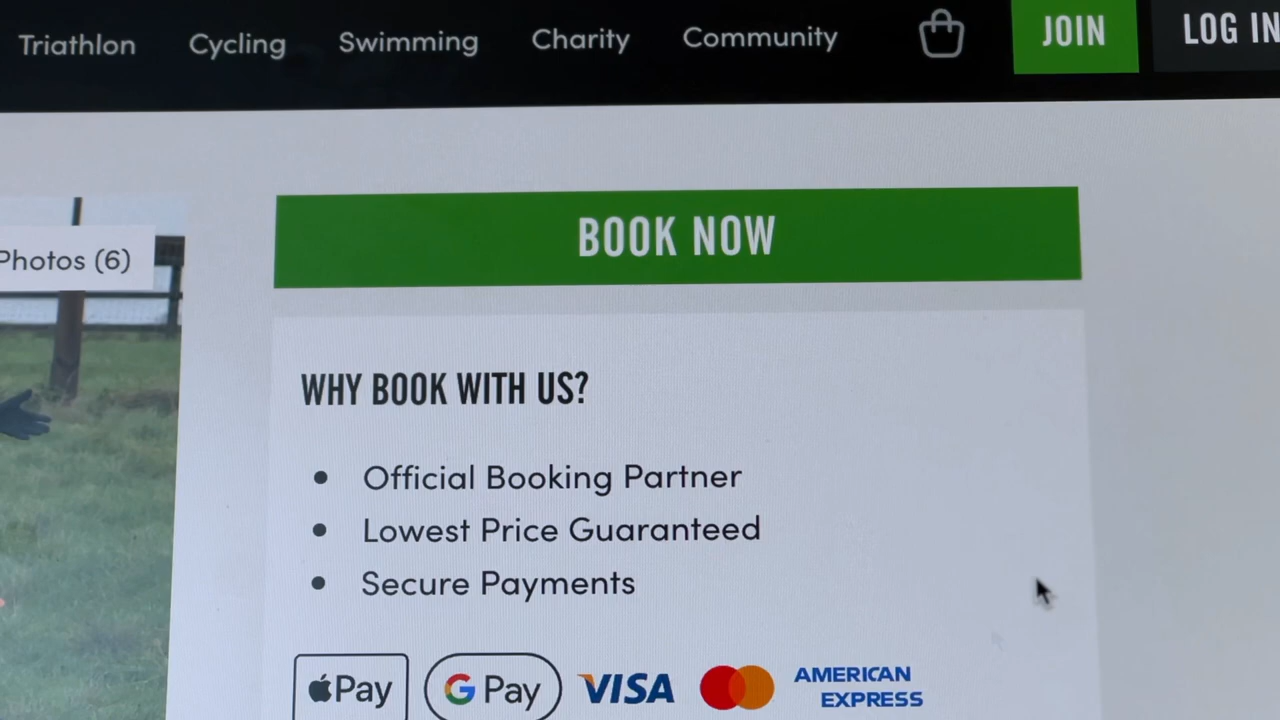 Triathlon Cycling Swimming Charity Community JOIN LOG IN
BOOK NOW
Photos (6)
WHY BOOK WITH US?
• Official Booking Partner
• Lowest Price Guaranteed
• Secure Payments
Pay G Pay VISA AMERICAN
EXPRESS